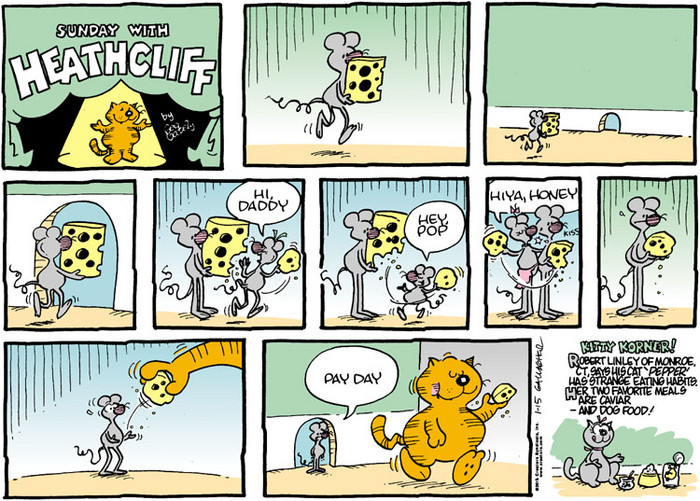 SUNDAY WITH
HEATHCLIFF
by
HI,
DADDY
HEY,
POP
HIYA, HONEY
KISS
PAY DAY
1-15 GALLAGHER
KITTY KORNER!
ROBERT LINLEY OF MONROE,
CT, SAYS HIS CAT "PEPPER"
HAS STRANGE EATING HABITS
HER TWO FAVORITE MEALS
ARE CAVIAR
- AND DOG FOOD!